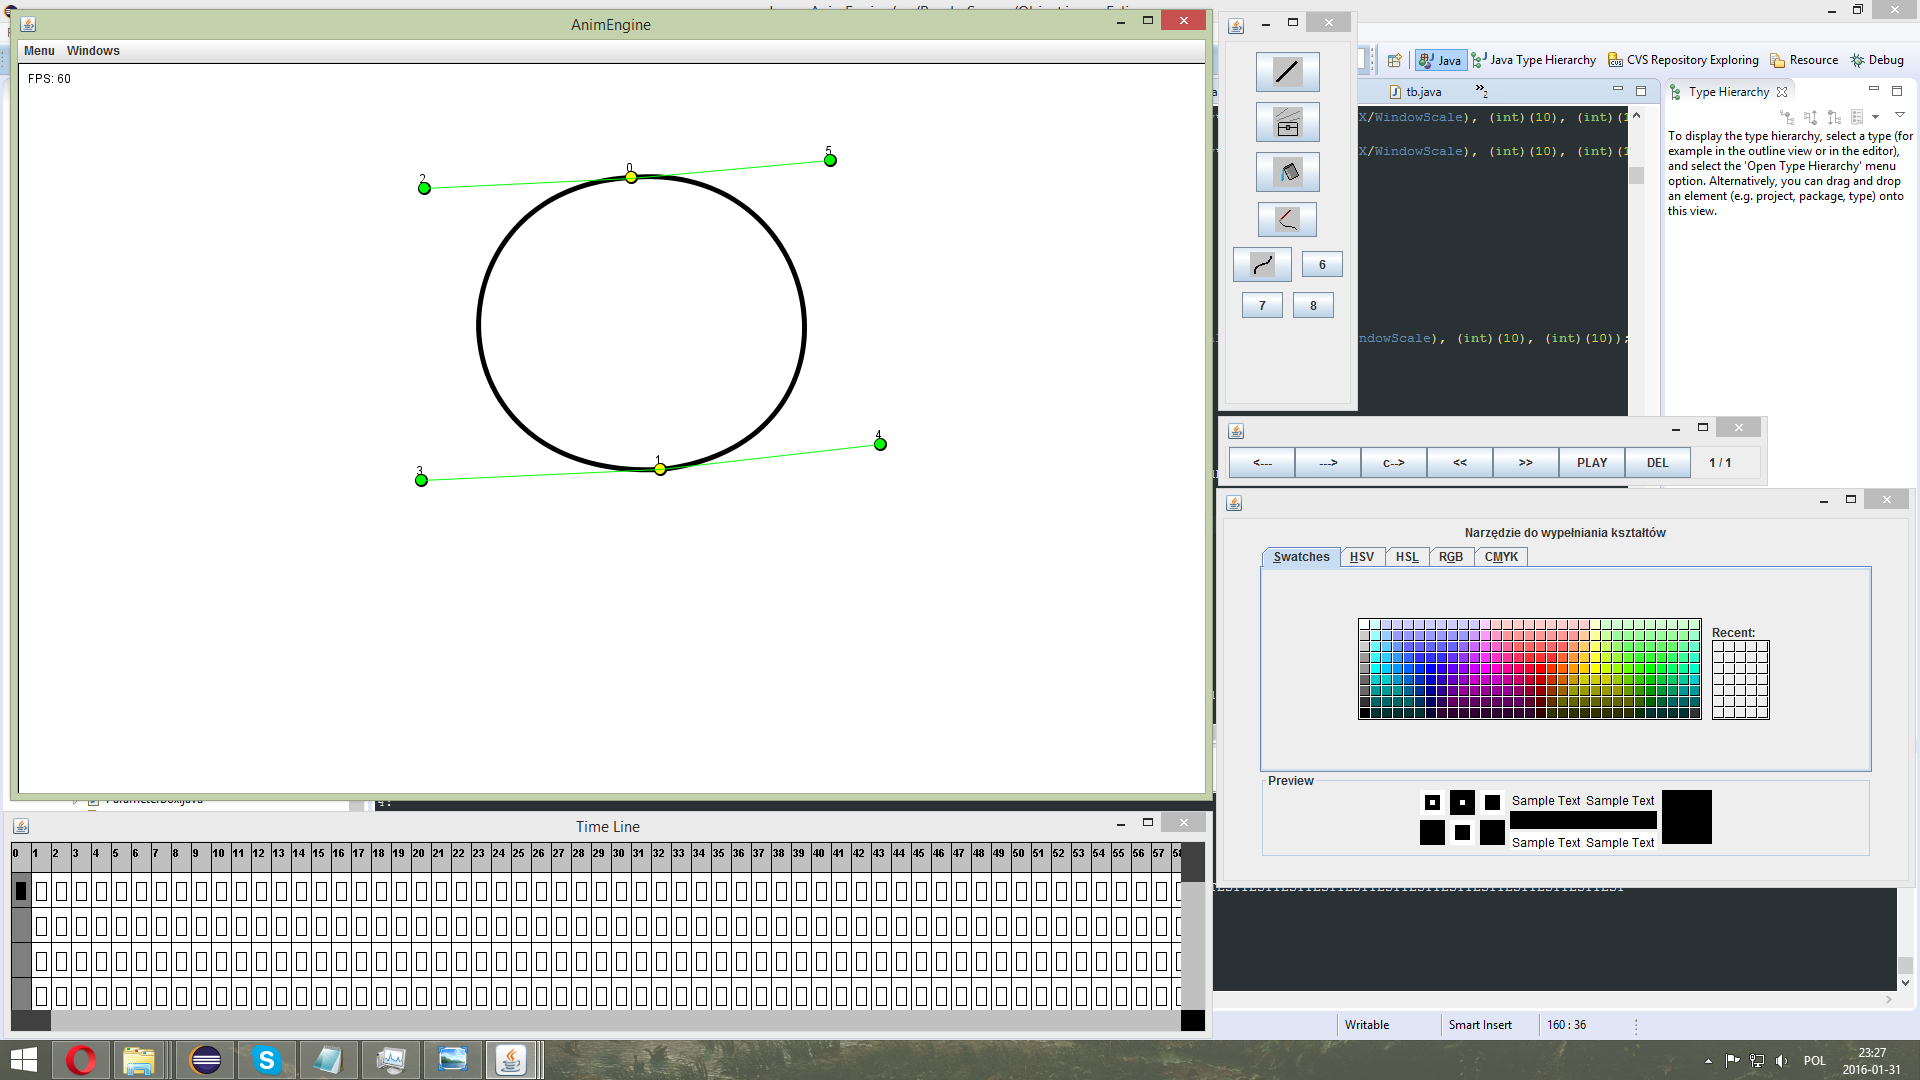 AnimEngine
Menu Windows
FPS: 60
0
5
2
1
4
3
6
7 8
Java Java Type Hierarchy CVS Repository Exploring Resource Debug
tb.java
2
Type Hierarchy
X/WindowScale), (int)(10), (int)(1
X/WindowScale), (int)(10), (int)(1
ndowScale), (int)(10), (int)(10));
To display the type hierarchy, select a type (for
example in the outline view or in the editor),
and select the 'Open Type Hierarchy' menu
option. Alternatively, you can drag and drop
an element (e.g. project, package, type) onto
this view.
<--- ---> c--> << >> PLAY DEL 1 / 1
Narzędzie do wypełniania kształtów
Swatches HSV HSL RGB CMYK
Recent:
Preview
Sample Text Sample Text
Sample Text Sample Text
Time Line
0 1 2 3 4 5 6 7 8 9 10 11 12 13 14 15 16 17 18 19 20 21 22 23 24 25 26 27 28 29 30 31 32 33 34 35 36 37 38 39 40 41 42 43 44 45 46 47 48 49 50 51 52 53 54 55 56 57 58
Writable Smart Insert 160 : 36
POL
23:27
2016-01-31